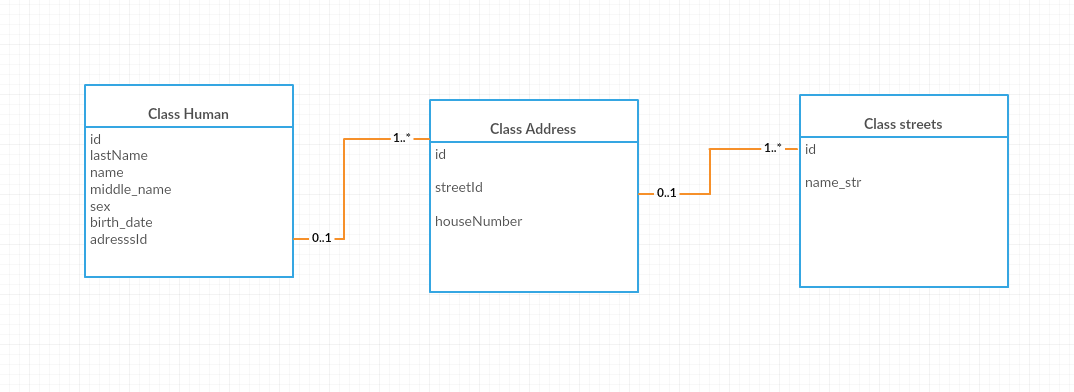 Class Human
id
lastName
name
middle_name
sex
birth_date
adresssId
0..1
1..*
Class Address
id
streetId
houseNumber
0..1
1..*
Class streets
id
name_str